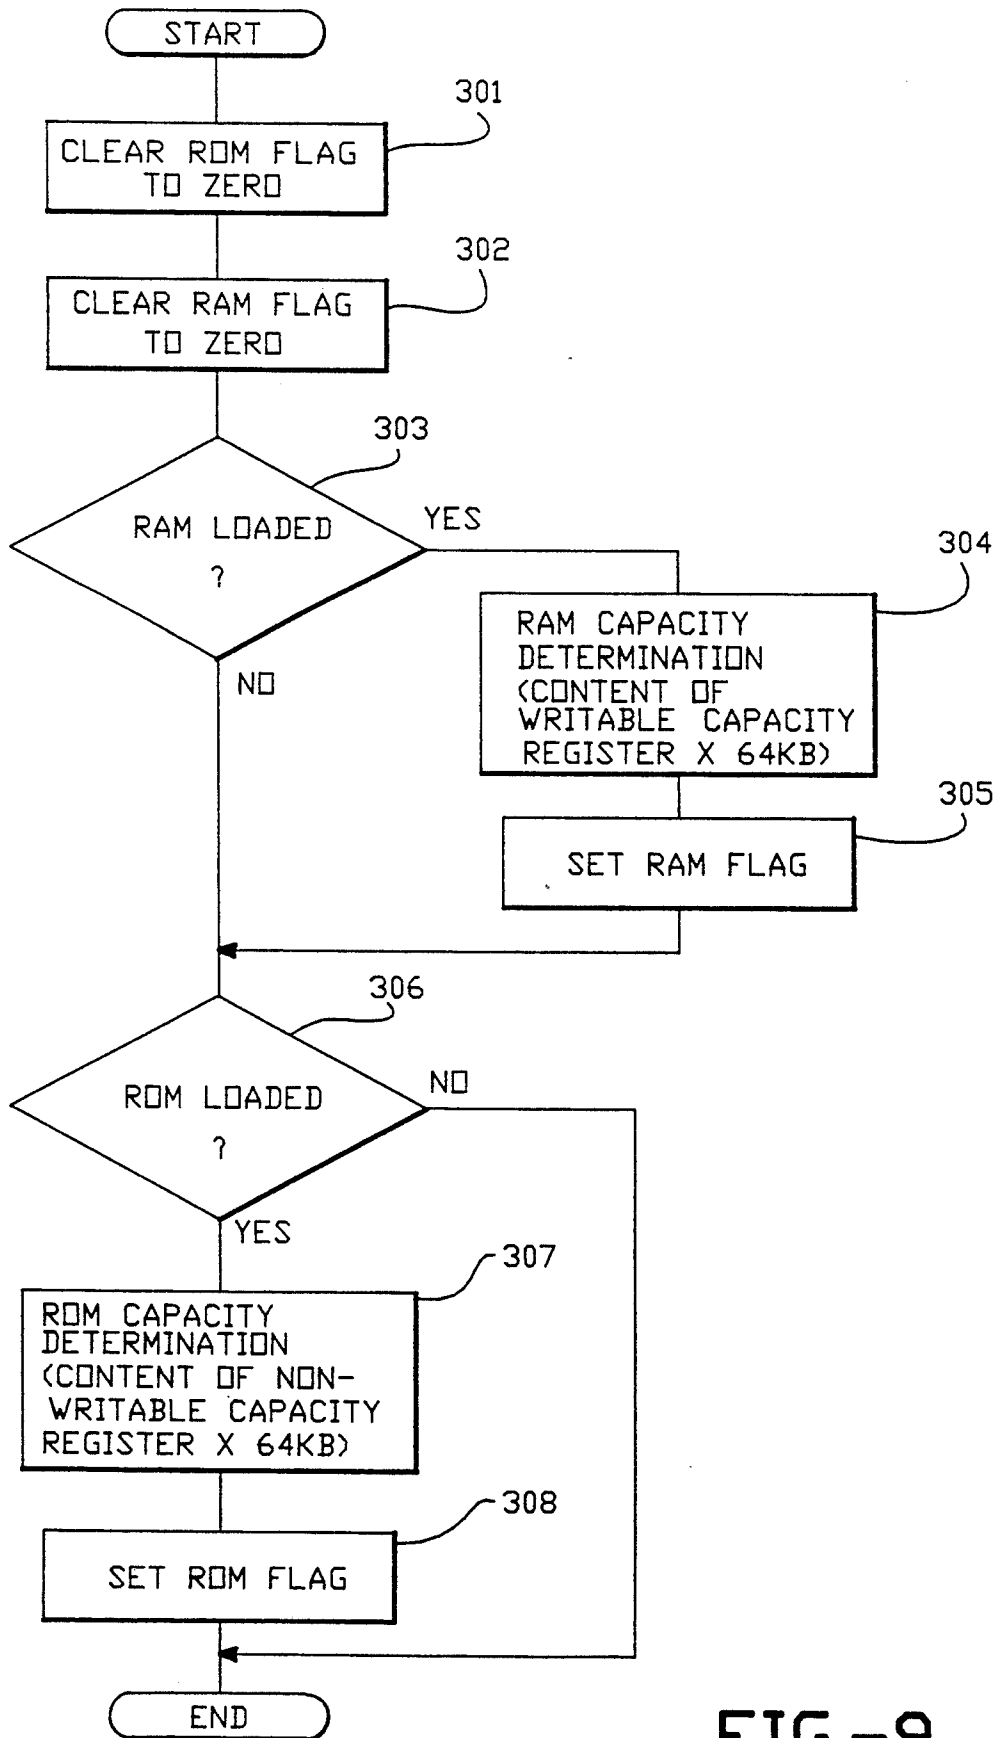 START
301
CLEAR ROM FLAG
TO ZERO
302
CLEAR RAM FLAG
TO ZERO
303
RAM LOADED
?
YES
NO
304
RAM CAPACITY
DETERMINATION
(CONTENT OF
WRITABLE CAPACITY
REGISTER X 64KB)
305
SET RAM FLAG
306
ROM LOADED
?
NO
YES
307
ROM CAPACITY
DETERMINATION
(CONTENT OF NON-
WRITABLE CAPACITY
REGISTER X 64KB)
308
SET ROM FLAG
END
FIG.-9